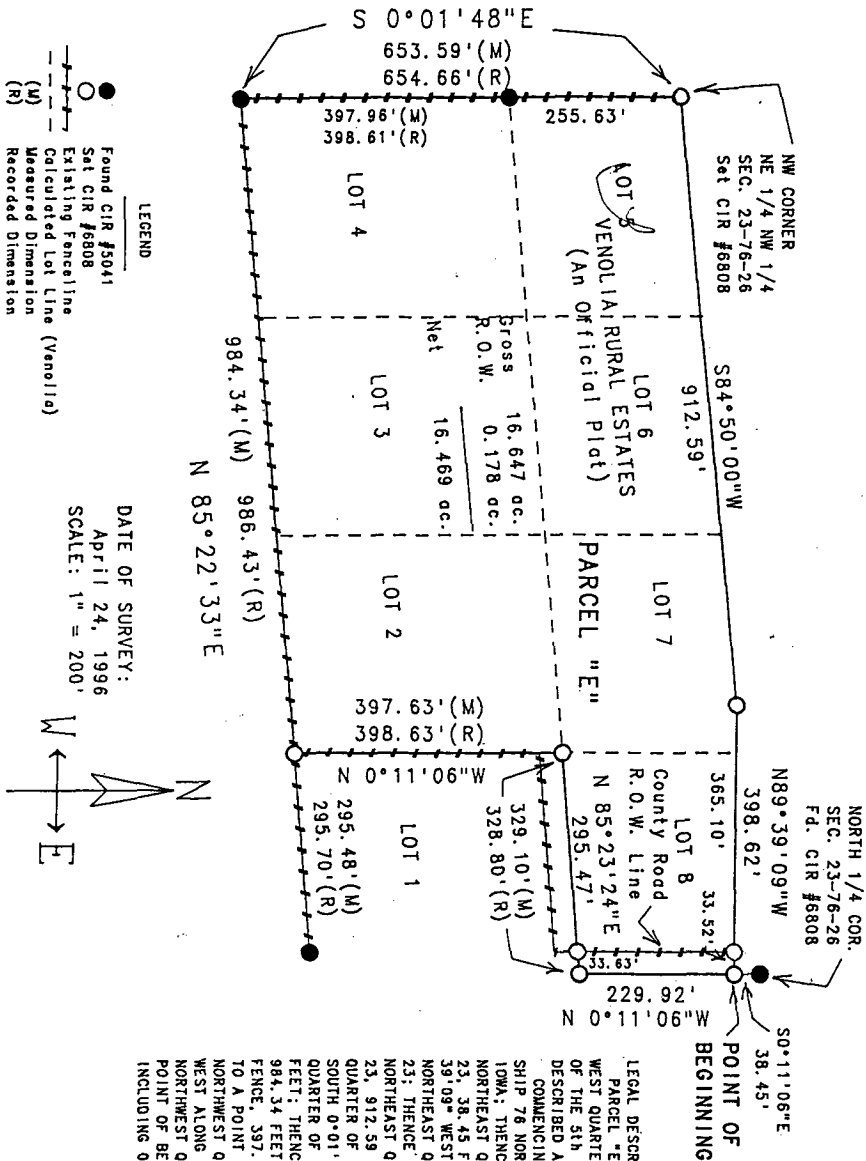 S 0°01'48"E
653.59'(M)
654.66'(R)
397.96'(M)
398.61'(R)
255.63'
NW CORNER
NE 1/4 NW 1/4
SEC. 23-76-26
Set CIR #6808
LOT 5
VENOLIA RURAL ESTATES
(An Official Plat)
LOT 4
LOT 6
S84°50'00"W
912.59'
Gross 16.647 ac.
R.O.W. 0.178 ac.
Net 16.469 ac.
LOT 3
984.34'(M) 986.43'(R)
N 85°22'33"E
PARCEL "E"
LOT 7
LOT 2
397.63'(M)
398.63'(R)
N 0°11'06"W
N89°39'09"W
398.62'
365.10'
33.52'
LOT 8
County Road
R.O.W. Line
N 85°23'24"E
295.47'
33.63'
329.10'(M)
328.80'(R)
LOT 1
295.48'(M)
295.70'(R)
229.92'
N 0°11'06"W
NORTH 1/4 COR.
SEC. 23-76-26
Fd. CIR #6808
S0°11'06"E
38.45'
POINT OF
BEGINNING
LEGEND
Found CIR #5041
Set CIR #6808
Existing Fenceline
Calculated Lot Line (Venolia)
(M) Measured Dimension
(R) Recorded Dimension
DATE OF SURVEY:
April 24, 1996
SCALE: 1" = 200'
W
N
E
LEGAL DESCR
PARCEL "E
WEST QUARTE
OF THE 5th
DESCRIBED A
COMMENCIN
SHIP 76 NOR
IOWA; THENC
NORTHEAST Q
23, 38.45 F
39'09" WEST
NORTHEAST Q
23; THENCE
NORTHEAST Q
23, 912.59
QUARTER OF
SOUTH 0°01'
QUARTER OF
FEET; THENC
984.34 FEET
FENCE, 397.
TO A POINT
NORTHWEST Q
WEST ALONG
NORTHWEST Q
POINT OF BE
INCLUDING 0